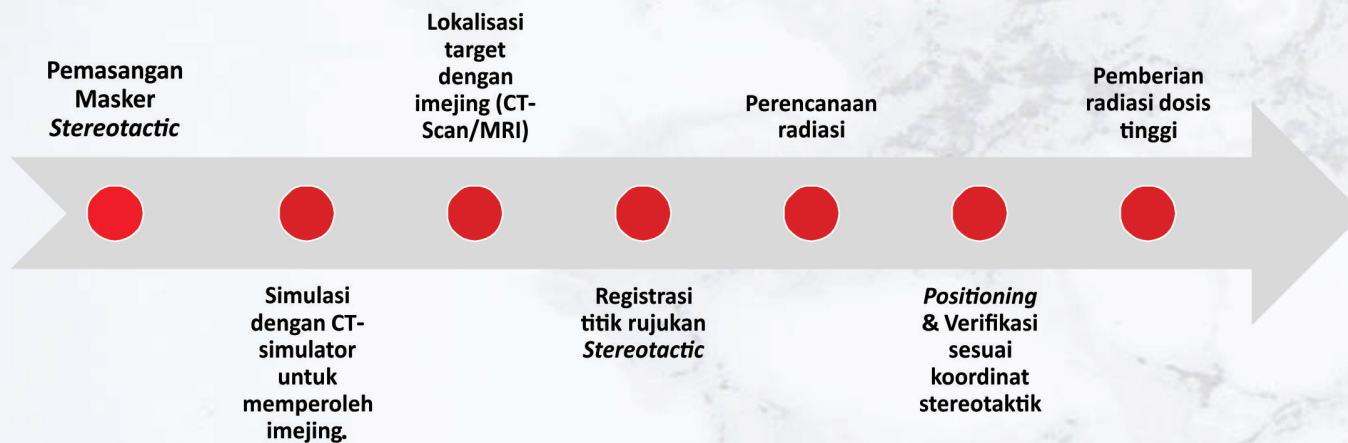 Pemasangan
Masker
Stereotactic
Simulasi
dengan CT-
simulator
untuk
memperoleh
imejing.
Lokalisasi
target
dengan
imejing (CT-
Scan/MRI)
Registrasi
titik rujukan
Stereotactic
Perencanaan
radiasi
Positioning
& Verifikasi
sesuai
koordinat
stereotaktik
Pemberian
radiasi dosis
tinggi